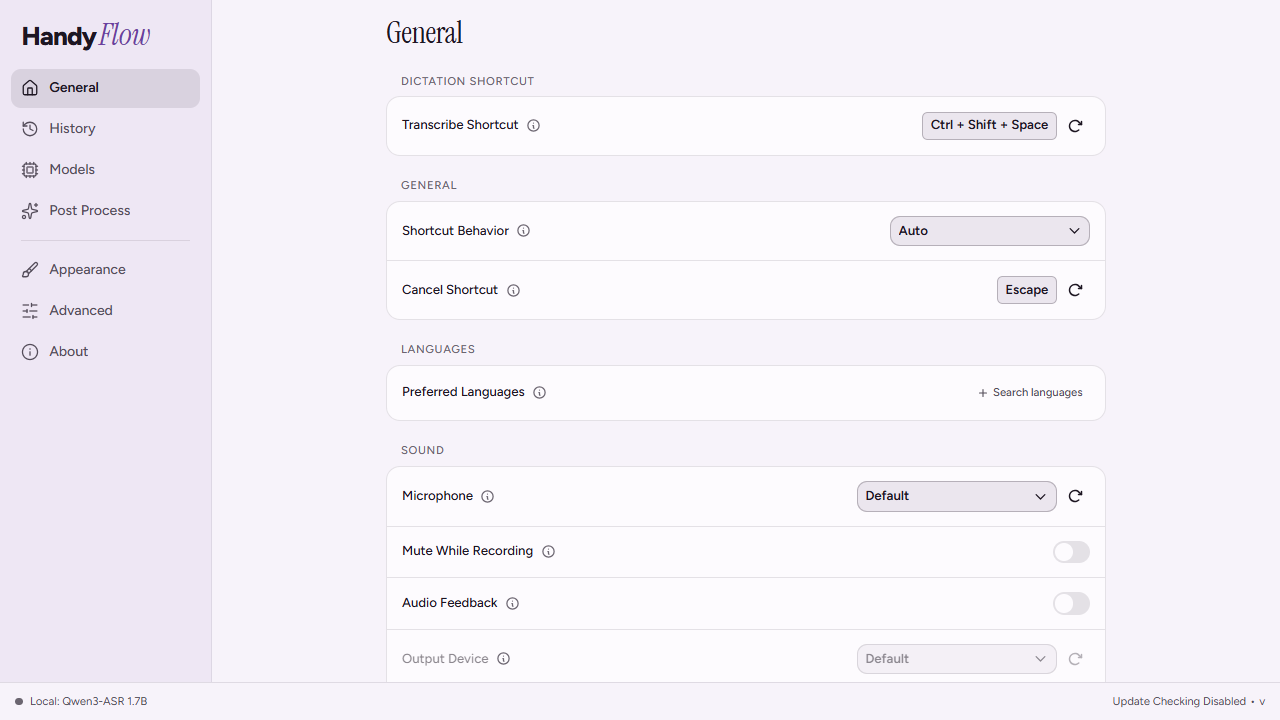 Handy Flow
General
History
Models
Post Process
Appearance
Advanced
About
General
DICTATION SHORTCUT
Transcribe Shortcut
Ctrl + Shift + Space
GENERAL
Shortcut Behavior
Auto
Cancel Shortcut
Escape
LANGUAGES
Preferred Languages
+ Search languages
SOUND
Microphone
Default
Mute While Recording
Audio Feedback
Output Device
Default
Local: Qwen3-ASR 1.7B
Update Checking Disabled • v